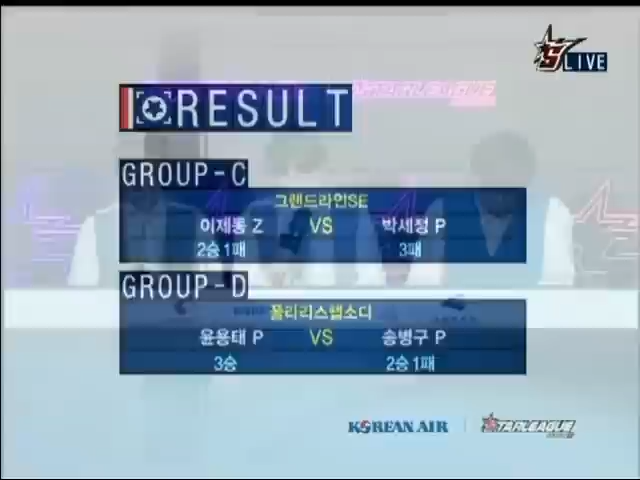 LIVE
RESULT
GROUP-C
그랜드라인SE
이제동 Z VS 박세정 P
2승 1패 3패
GROUP-D
폴라리스랩소디
윤용태 P VS 송병구 P
3승 2승 1패
KOREAN AIR STARLEAGUE